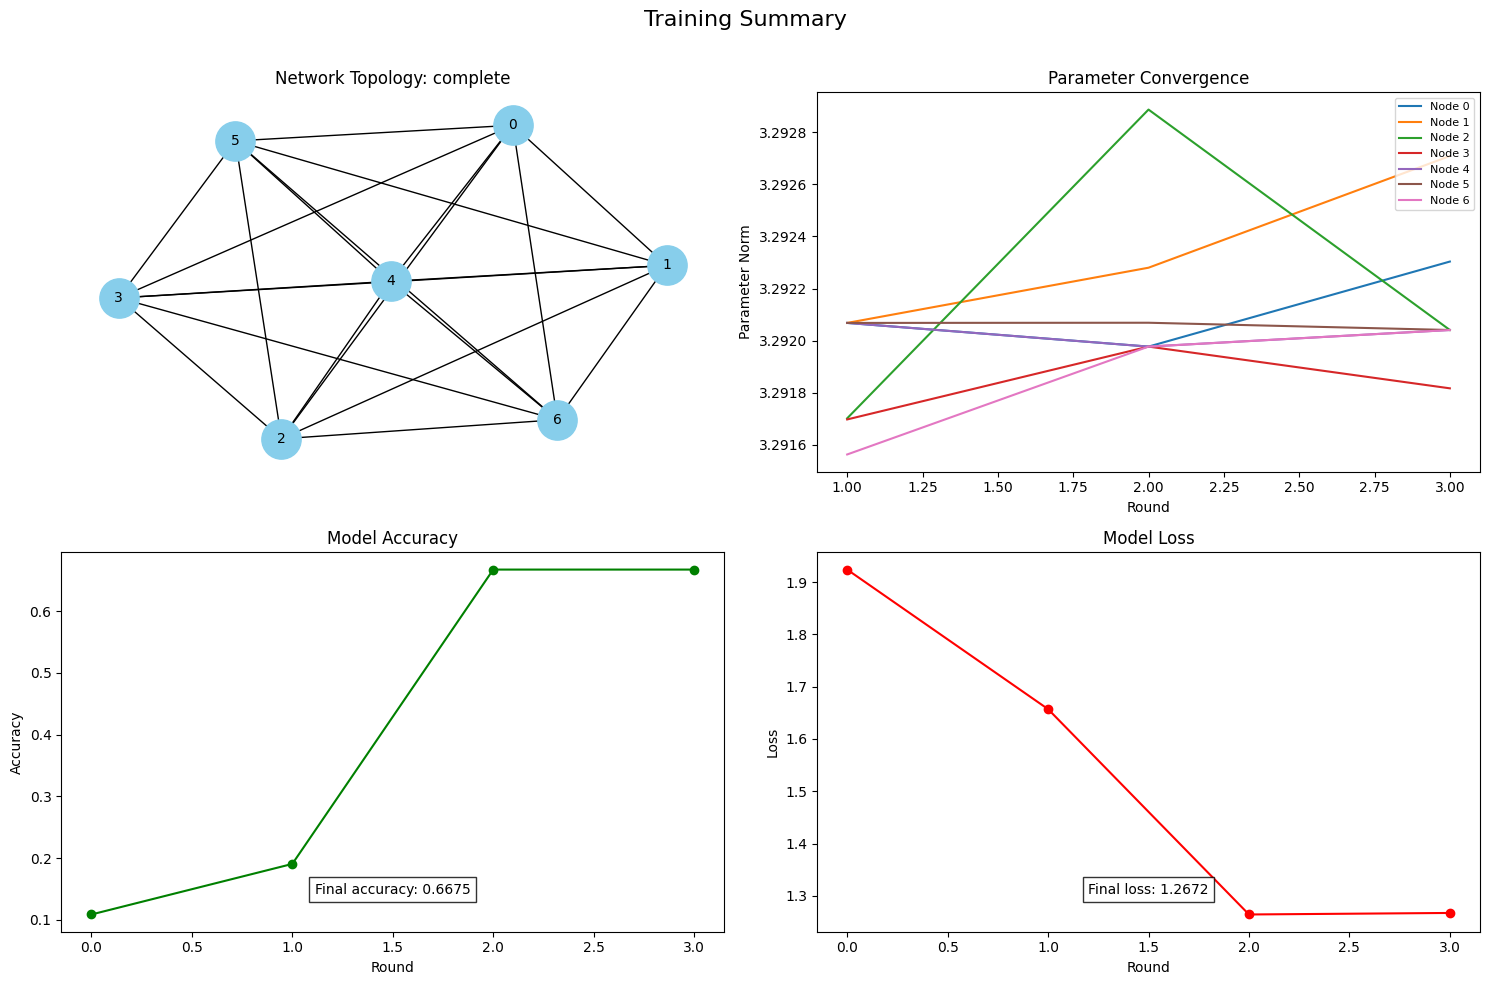 Training Summary
Network Topology: complete
0
5
1
4
3
6
2
Parameter Convergence
Parameter Norm
3.2928
3.2926
3.2924
3.2922
3.2920
3.2918
3.2916
Node 0
Node 1
Node 2
Node 3
Node 4
Node 5
Node 6
1.00 1.25 1.50 1.75 2.00 2.25 2.50 2.75 3.00
Round
Model Accuracy
Accuracy
0.6
0.5
0.4
0.3
0.2
0.1
Final accuracy: 0.6675
0.0 0.5 1.0 1.5 2.0 2.5 3.0
Round
Model Loss
Loss
1.9
1.8
1.7
1.6
1.5
1.4
1.3
Final loss: 1.2672
0.0 0.5 1.0 1.5 2.0 2.5 3.0
Round